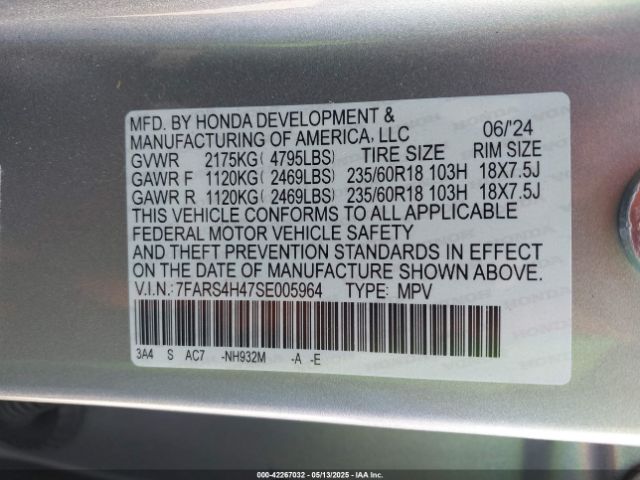 MFD. BY HONDA DEVELOPMENT &
MANUFACTURING OF AMERICA, LLC 06/'24
GVWR 2175KG( 4795LBS) TIRE SIZE RIM SIZE
GAWR F 1120KG( 2469LBS) 235/60R18 103H 18X7.5J
GAWR R 1120KG( 2469LBS) 235/60R18 103H 18X7.5J
THIS VEHICLE CONFORMS TO ALL APPLICABLE
FEDERAL MOTOR VEHICLE SAFETY
AND THEFT PREVENTION STANDARDS IN EFFECT
ON THE DATE OF MANUFACTURE SHOWN ABOVE.
V.I.N.:7FARS4H47SE005964 TYPE: MPV
3A4 S AC7 -NH932M -A -E
000-42267032 - 05/13/2025 - IAA Inc.